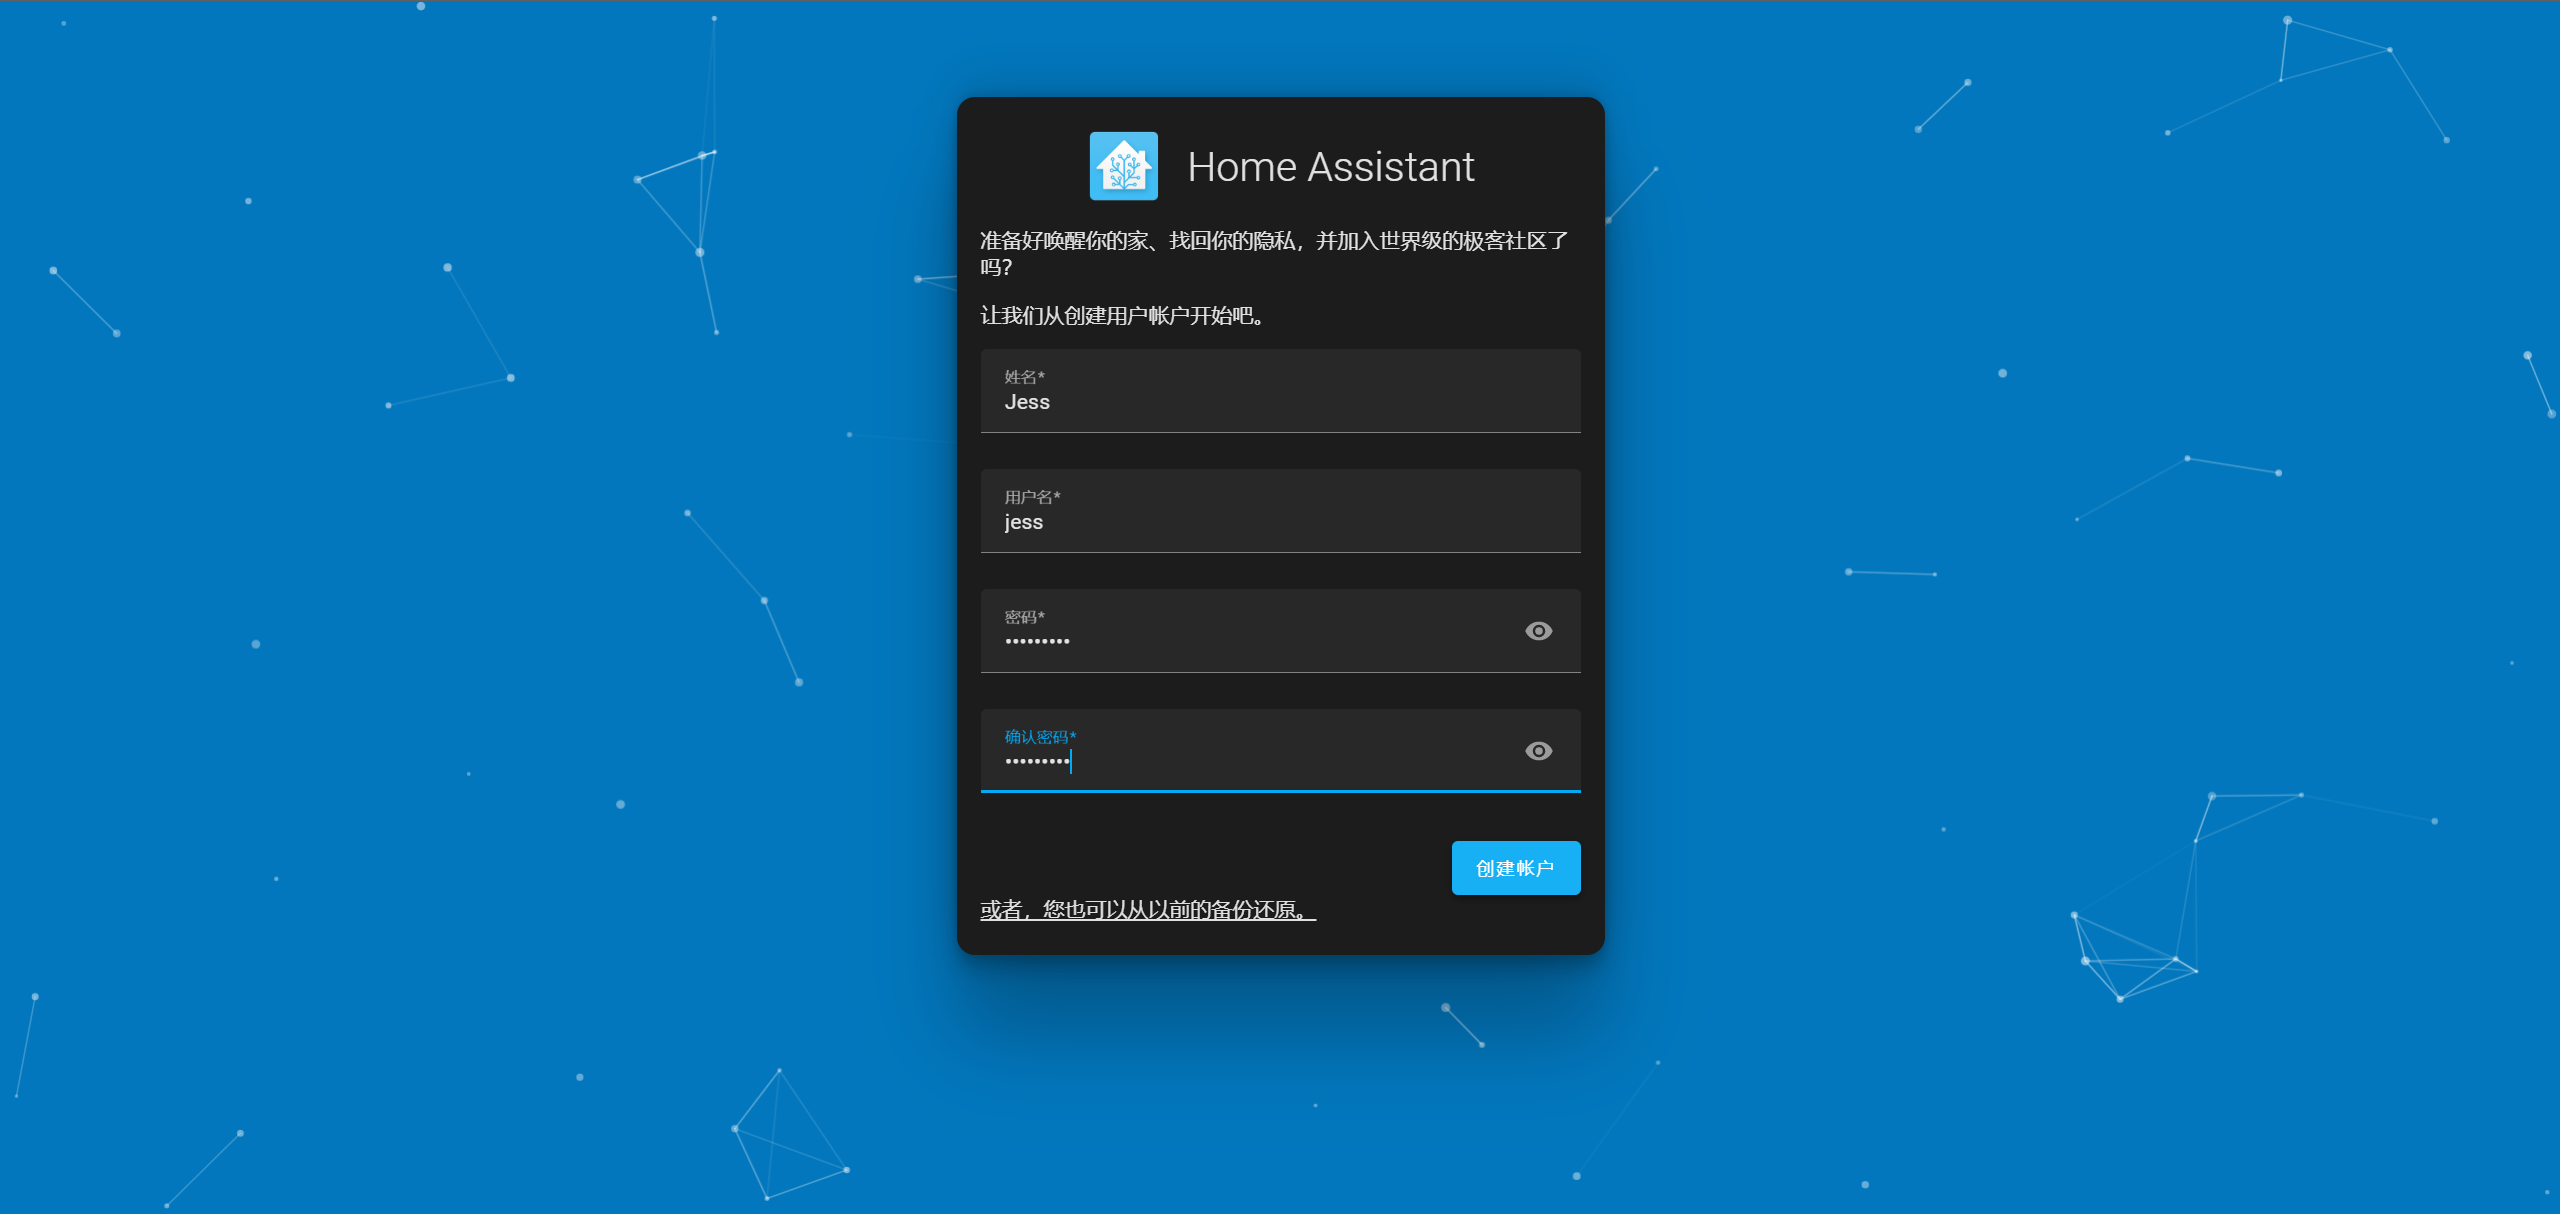 Home Assistant
准备好唤醒你的家、找回你的隐私，并加入世界级的极客社区了
吗?
让我们从创建用户帐户开始吧。
姓名*
Jess
用户名*
jess
密码*
•••••••••
确认密码*
•••••••••
创建帐户
或者，您也可以从以前的备份还原。